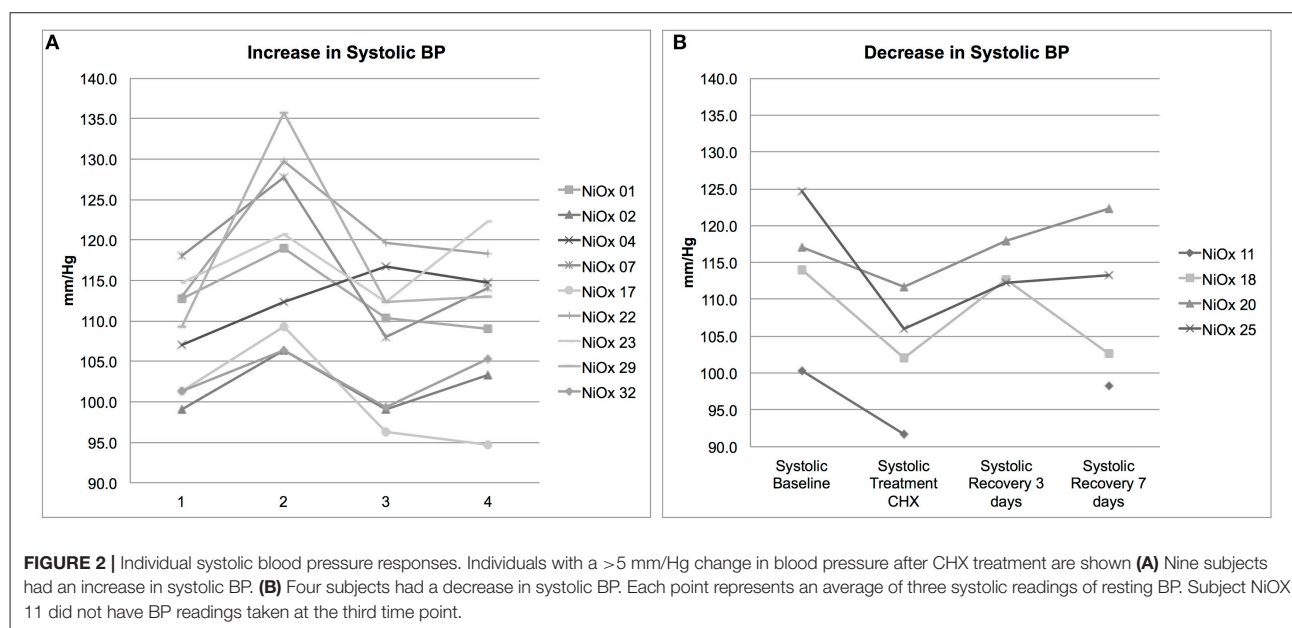 A
Increase in Systolic BP
mm/Hg
140.0
135.0
130.0
125.0
120.0
115.0
110.0
105.0
100.0
95.0
90.0
1 2 3 4
NiOx 01
NiOx 02
NiOx 04
NiOx 07
NiOx 17
NiOx 22
NiOx 23
NiOx 29
NiOx 32
B
Decrease in Systolic BP
mm/Hg
140.0
135.0
130.0
125.0
120.0
115.0
110.0
105.0
100.0
95.0
90.0
Systolic Baseline
Systolic Treatment CHX
Systolic Recovery 3 days
Systolic Recovery 7 days
NiOx 11
NiOx 18
NiOx 20
NiOx 25
FIGURE 2 | Individual systolic blood pressure responses. Individuals with a >5 mm/Hg change in blood pressure after CHX treatment are shown (A) Nine subjects
had an increase in systolic BP. (B) Four subjects had a decrease in systolic BP. Each point represents an average of three systolic readings of resting BP. Subject NiOX
11 did not have BP readings taken at the third time point.